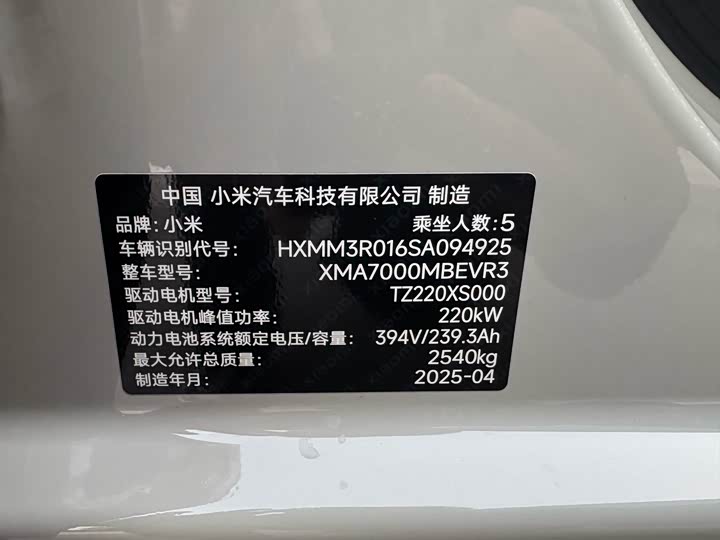 中国 小米汽车科技有限公司 制造
品牌：小米 乘坐人数：5
车辆识别代号： HXMM3R016SA094925
整车型号： XMA7000MBEVR3
驱动电机型号： TZ220XS000
驱动电机峰值功率： 220kW
动力电池系统额定电压/容量： 394V/239.3Ah
最大允许总质量： 2540kg
制造年月： 2025-04